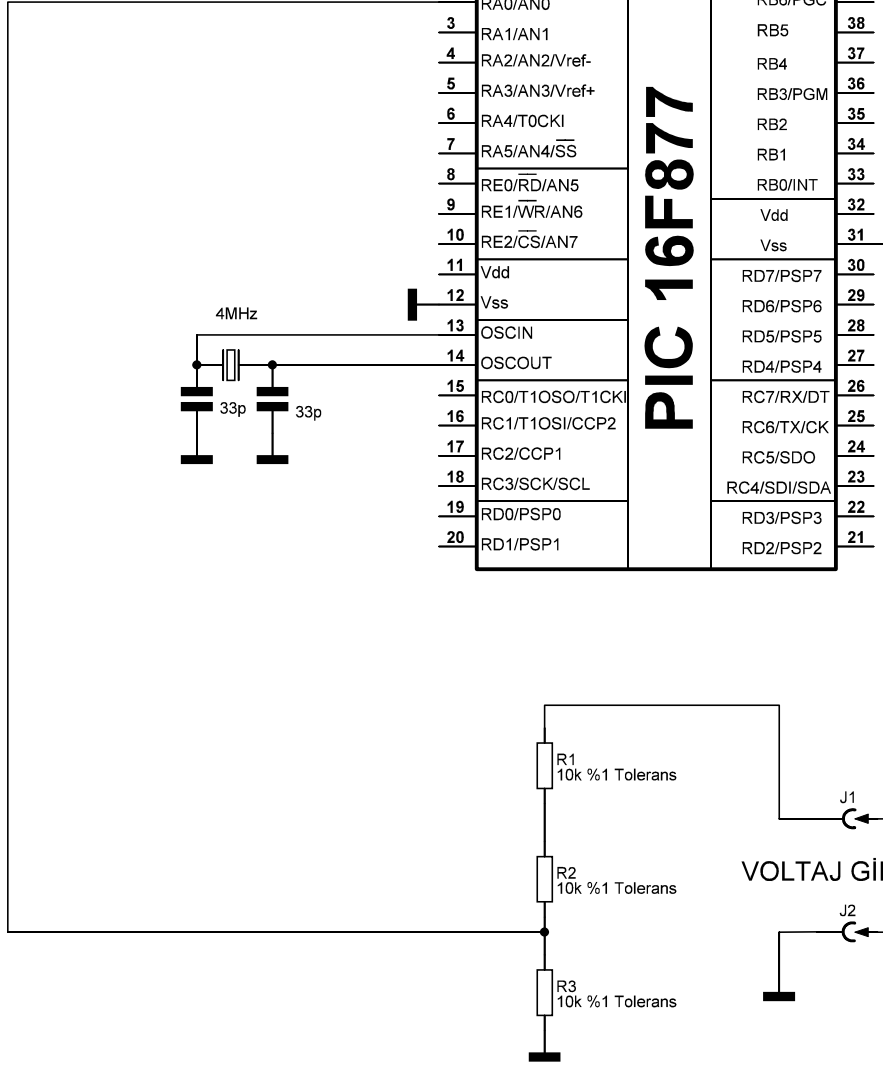 RA0/AN0
3 RA1/AN1
4 RA2/AN2/Vref-
5 RA3/AN3/Vref+
6 RA4/T0CKI
7 RA5/AN4/SS
8 RE0/RD/AN5
9 RE1/WR/AN6
10 RE2/CS/AN7
11 Vdd
12 Vss
13 OSCIN
14 OSCOUT
15 RC0/T1OSO/T1CKI
16 RC1/T1OSI/CCP2
17 RC2/CCP1
18 RC3/SCK/SCL
19 RD0/PSP0
20 RD1/PSP1
PIC 16F877
RB6/PGC
RB5 38
RB4 37
RB3/PGM 36
RB2 35
RB1 34
RB0/INT 33
Vdd 32
Vss 31
RD7/PSP7 30
RD6/PSP6 29
RD5/PSP5 28
RD4/PSP4 27
RC7/RX/DT 26
RC6/TX/CK 25
RC5/SDO 24
RC4/SDI/SDA 23
RD3/PSP3 22
RD2/PSP2 21
4MHz
33p
33p
R1
10k %1 Tolerans
R2
10k %1 Tolerans
R3
10k %1 Tolerans
J1
VOLTAJ
J2